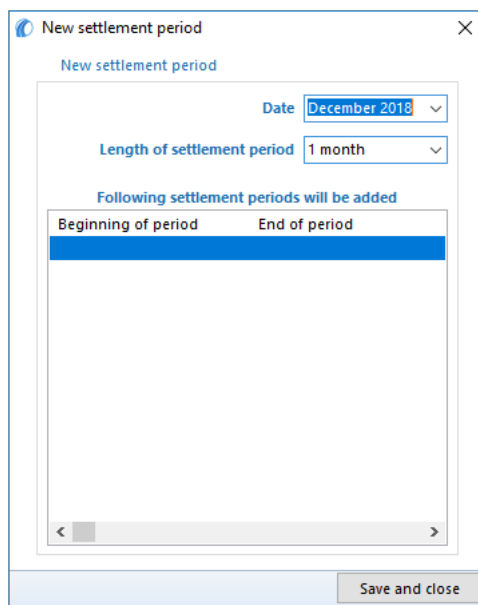 New settlement period
New settlement period
Date December 2018
Length of settlement period 1 month
Following settlement periods will be added
Beginning of period End of period
Save and close